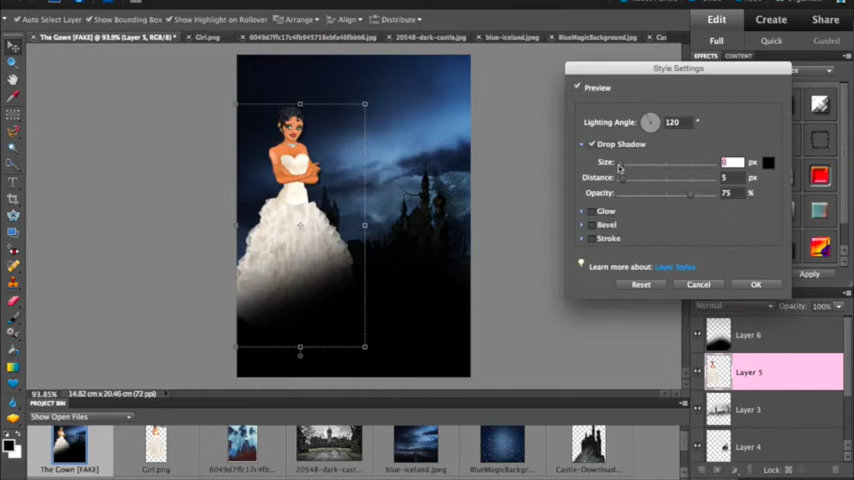 Auto Select Layer Show Bounding Box Show Highlight on Rollover Arrange Align Distribute
Edit Create Share
The Gown [FAKE] @ 93.9% (Layer 5, RGB/8) * Girl.png 6049d7ffc17c4fb945718ebfa46fbbb6.jpg 20548-dark-castle.jpg blue-iceland.jpeg BlueMagicBackground.jpg Cas
Full Quick Guided
EFFECTS CONTENT
Style Settings
Preview
Lighting Angle: 120 °
Drop Shadow
Size: 0 px
Distance: 5 px
Opacity: 75 %
Glow
Bevel
Stroke
Learn more about: Layer Styles
Reset Cancel OK
Apply
Normal Opacity: 100%
Layer 6
Layer 5
Layer 3
Layer 4
93.85% 14.82 cm x 20.46 cm (72 ppi)
PROJECT BIN
Show Open Files
The Gown [FAKE] Girl.png 6049d7ffc17c4fb... 20548-dark-cast... blue-iceland.jpeg BlueMagicBackgr... Castle-Download...
Lock: